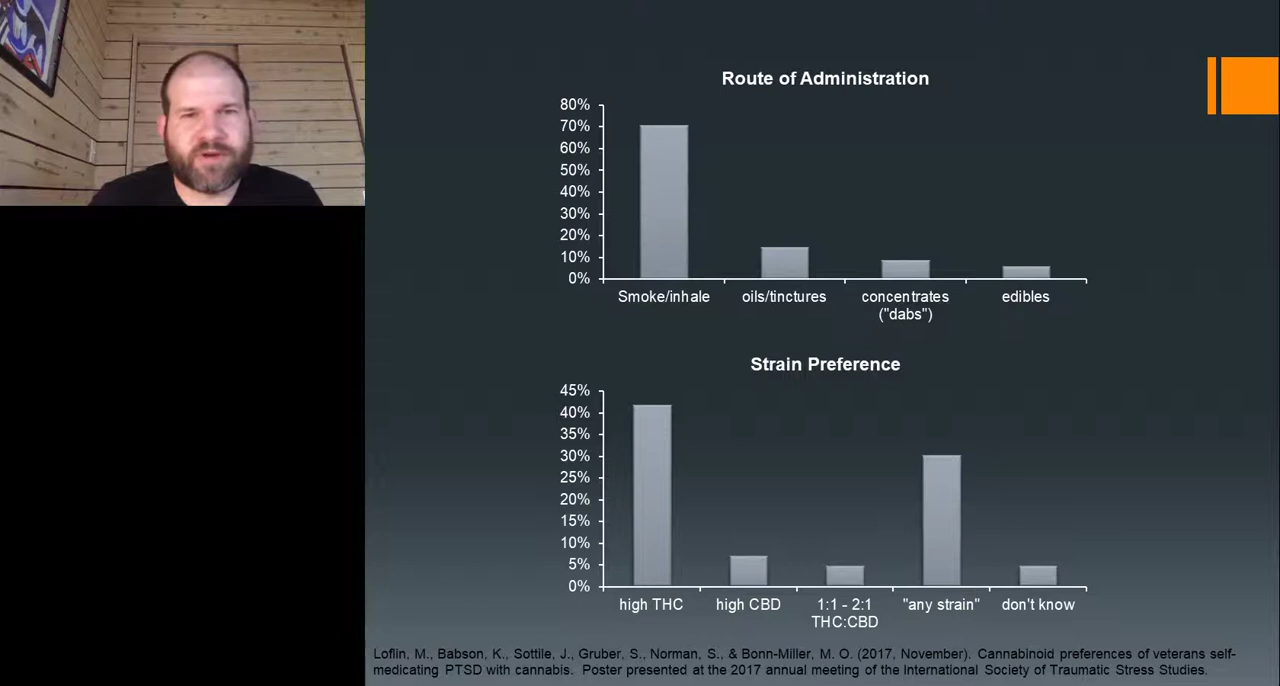 Route of Administration
80%
70%
60%
50%
40%
30%
20%
10%
0%
Smoke/inhale
oils/tinctures
concentrates
("dabs")
edibles
Strain Preference
45%
40%
35%
30%
25%
20%
15%
10%
5%
0%
high THC
high CBD
1:1 - 2:1
THC:CBD
"any strain"
don't know
Loflin, M., Babson, K., Sottile, J., Gruber, S., Norman, S., & Bonn-Miller, M. O. (2017, November). Cannabinoid preferences of veterans self-
medicating PTSD with cannabis. Poster presented at the 2017 annual meeting of the International Society of Traumatic Stress Studies.